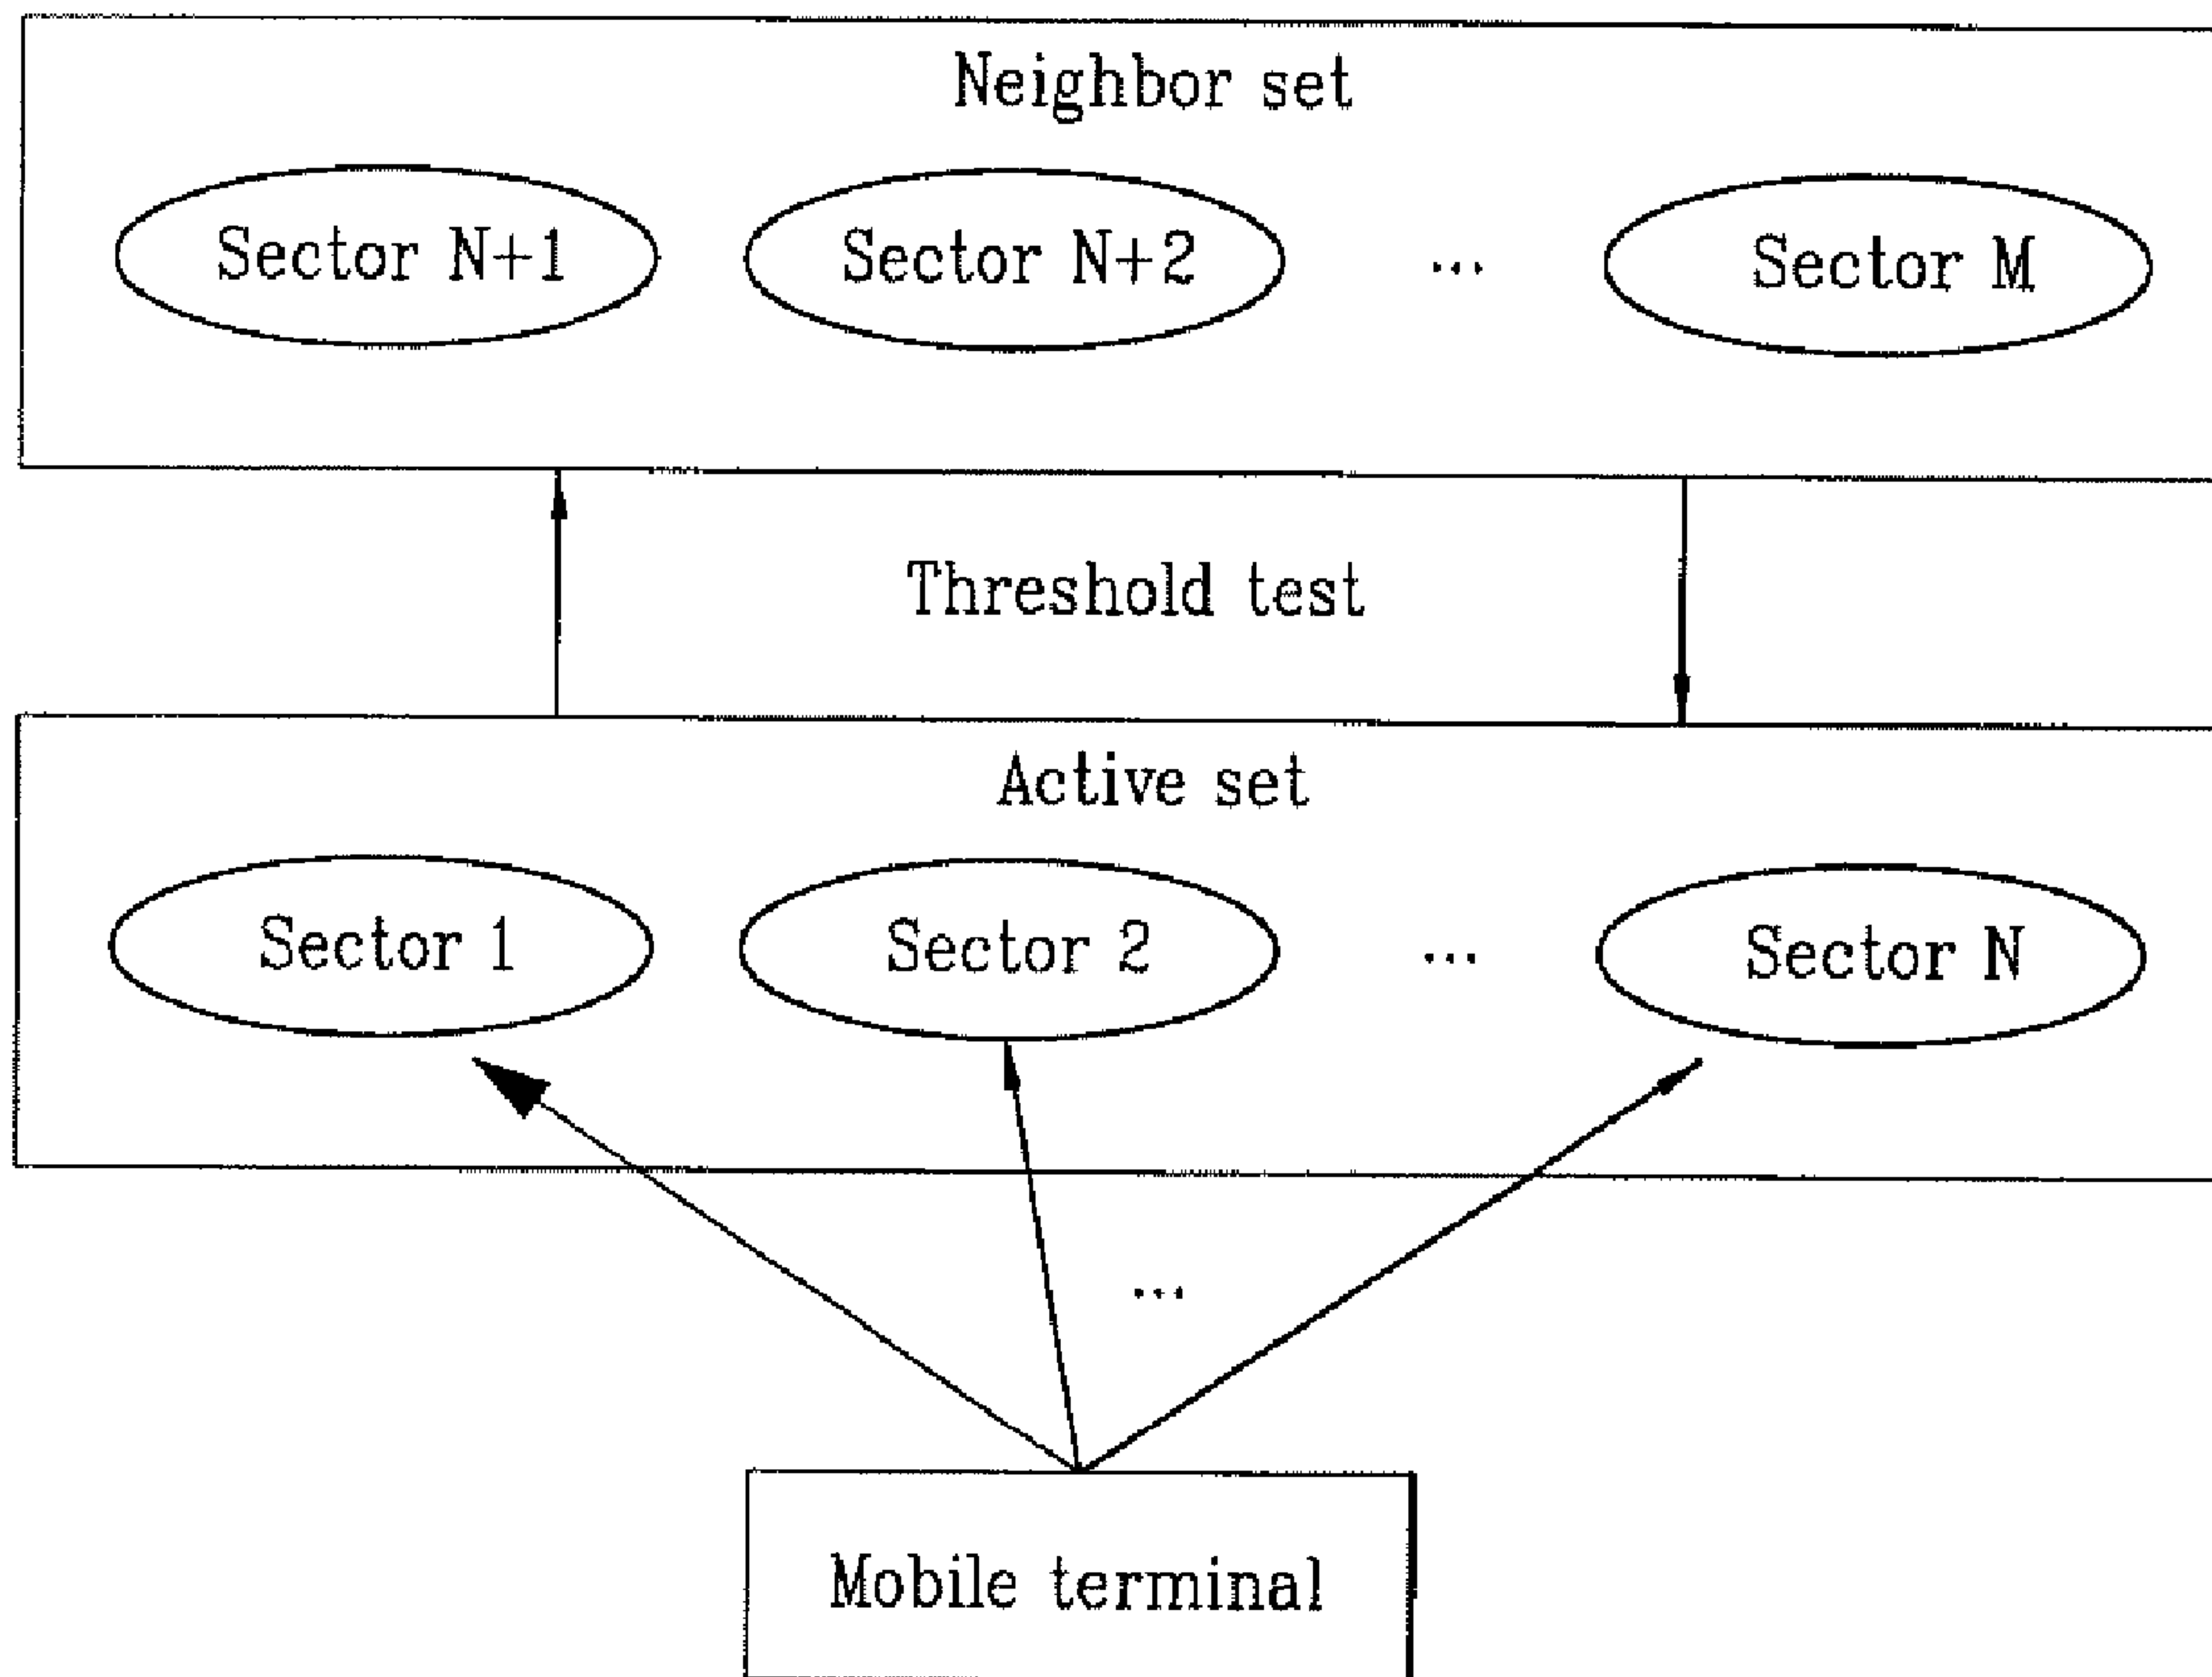 Neighbor set
Sector N+1
Sector N+2
...
Sector M
Threshold test
Active set
Sector 1
Sector 2
...
Sector N
...
Mobile terminal